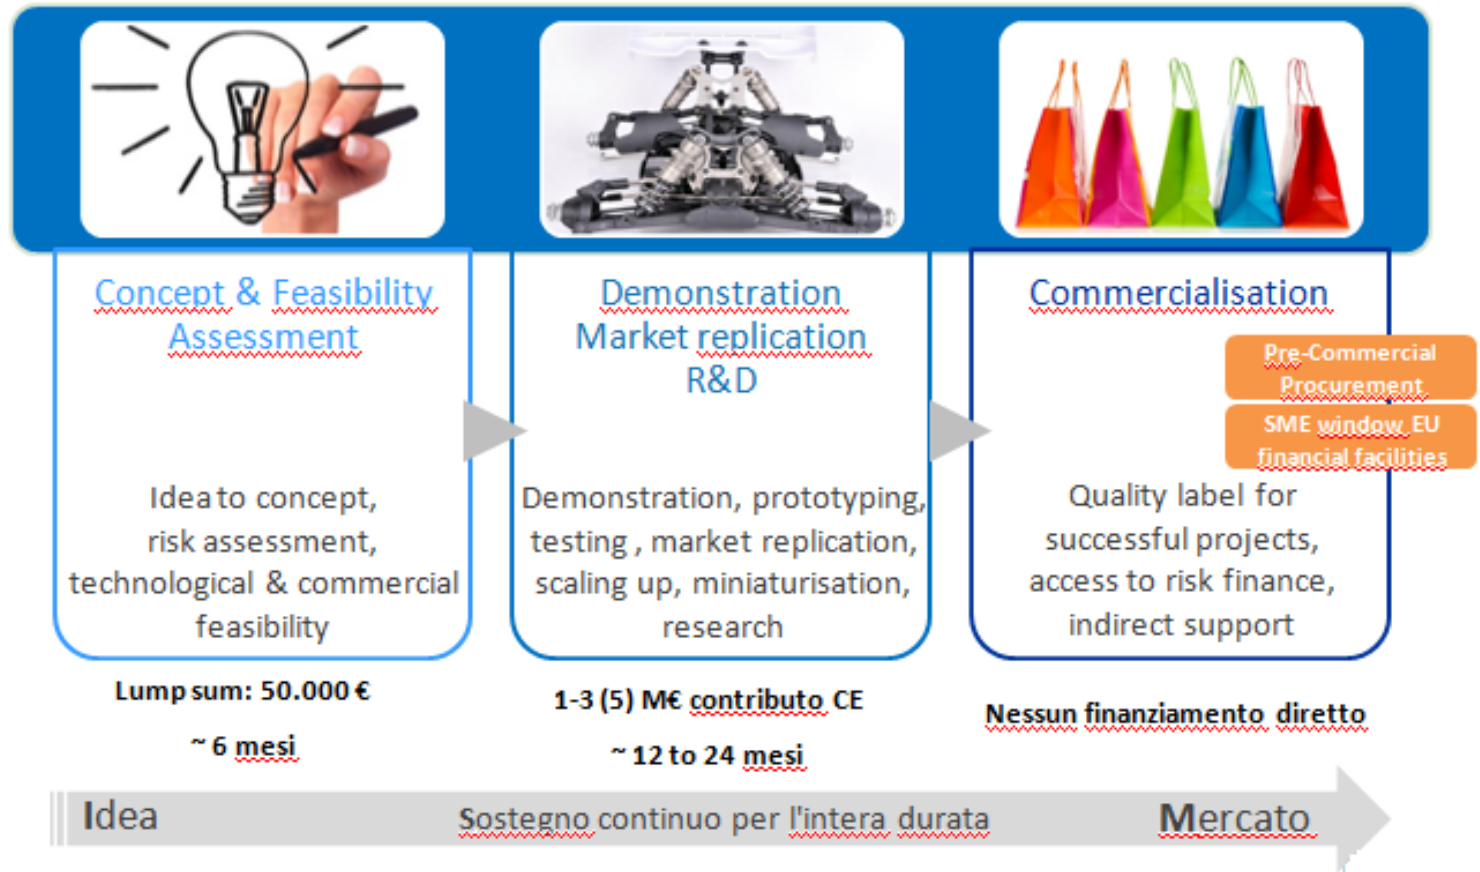 Concept & Feasibility
Assessment
Idea to concept,
risk assessment,
technological & commercial
feasibility
Lump sum: 50.000 €
~ 6 mesi
Demonstration
Market replication
R&D
Demonstration, prototyping,
testing , market replication,
scaling up, miniaturisation,
research
1-3 (5) M€ contributo CE
~ 12 to 24 mesi
Commercialisation
Pre-Commercial
Procurement
SME window EU
financial facilities
Quality label for
successful projects,
access to risk finance,
indirect support
Nessun finanziamento diretto
Idea
Sostegno continuo per l'intera durata
Mercato